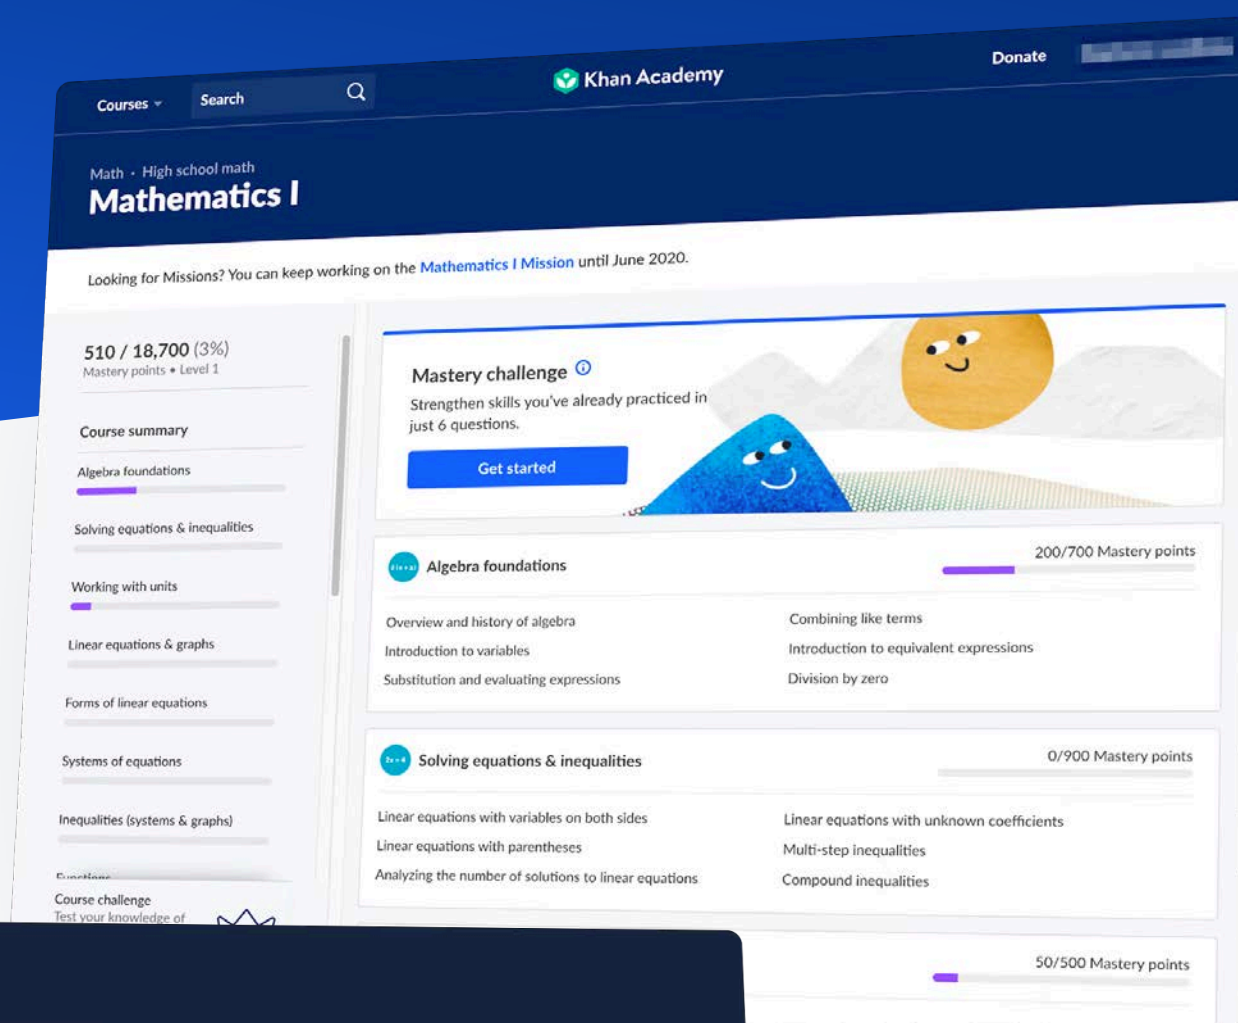 Courses
Search
Khan Academy
Donate
Math • High school math
Mathematics I
Looking for Missions? You can keep working on the Mathematics I Mission until June 2020.
510 / 18,700 (3%)
Mastery points • Level 1
Course summary
Algebra foundations
Solving equations & inequalities
Working with units
Linear equations & graphs
Forms of linear equations
Systems of equations
Inequalities (systems & graphs)
Functions
Course challenge
Test your knowledge of
Mastery challenge
Strengthen skills you've already practiced in
just 6 questions.
Get started
Algebra foundations
200/700 Mastery points
Overview and history of algebra
Combining like terms
Introduction to variables
Introduction to equivalent expressions
Substitution and evaluating expressions
Division by zero
Solving equations & inequalities
0/900 Mastery points
Linear equations with variables on both sides
Linear equations with unknown coefficients
Linear equations with parentheses
Multi-step inequalities
Analyzing the number of solutions to linear equations
Compound inequalities
50/500 Mastery points